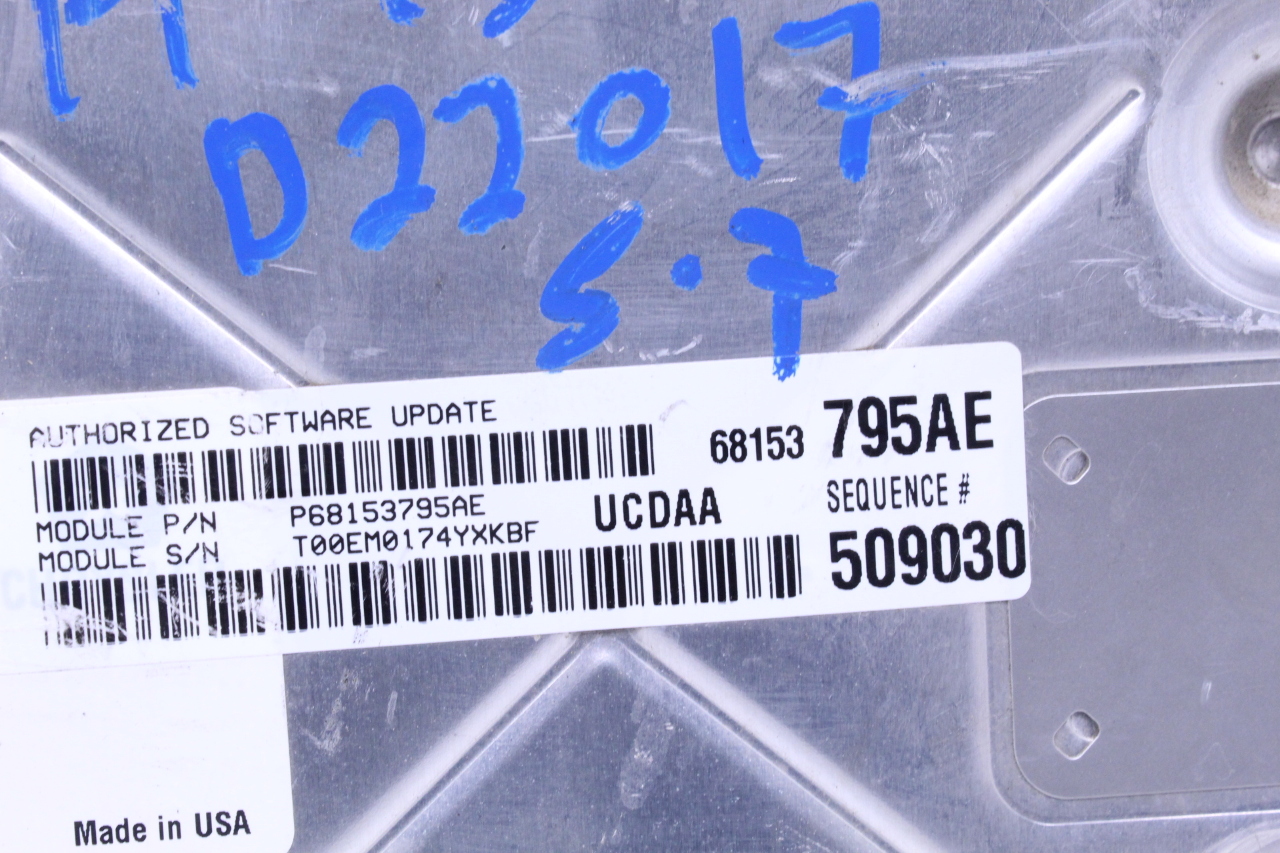 D22017
5.7
AUTHORIZED SOFTWARE UPDATE
68153 795AE
MODULE P/N P68153795AE
UCDAA
SEQUENCE #
MODULE S/N T00EM0174YXKBF
509030
Made in USA